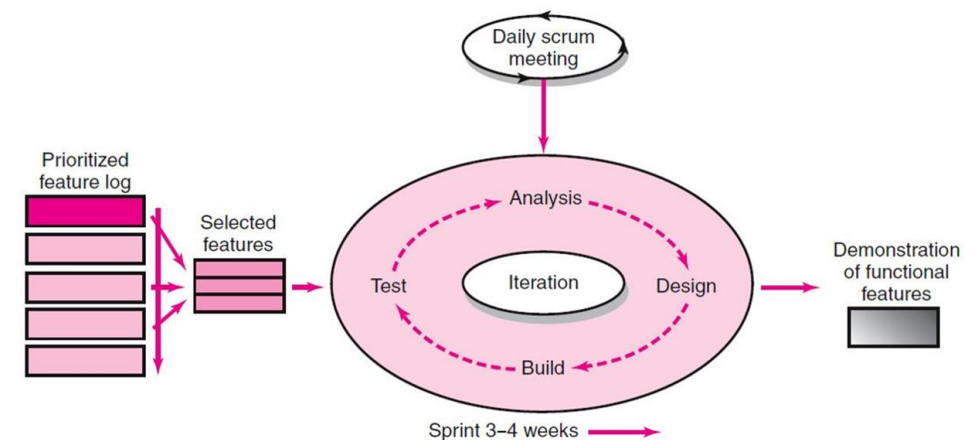 Daily scrum
meeting
Prioritized
feature log
Selected
features
Analysis
Test
Iteration
Design
Build
Demonstration
of functional
features
Sprint 3–4 weeks